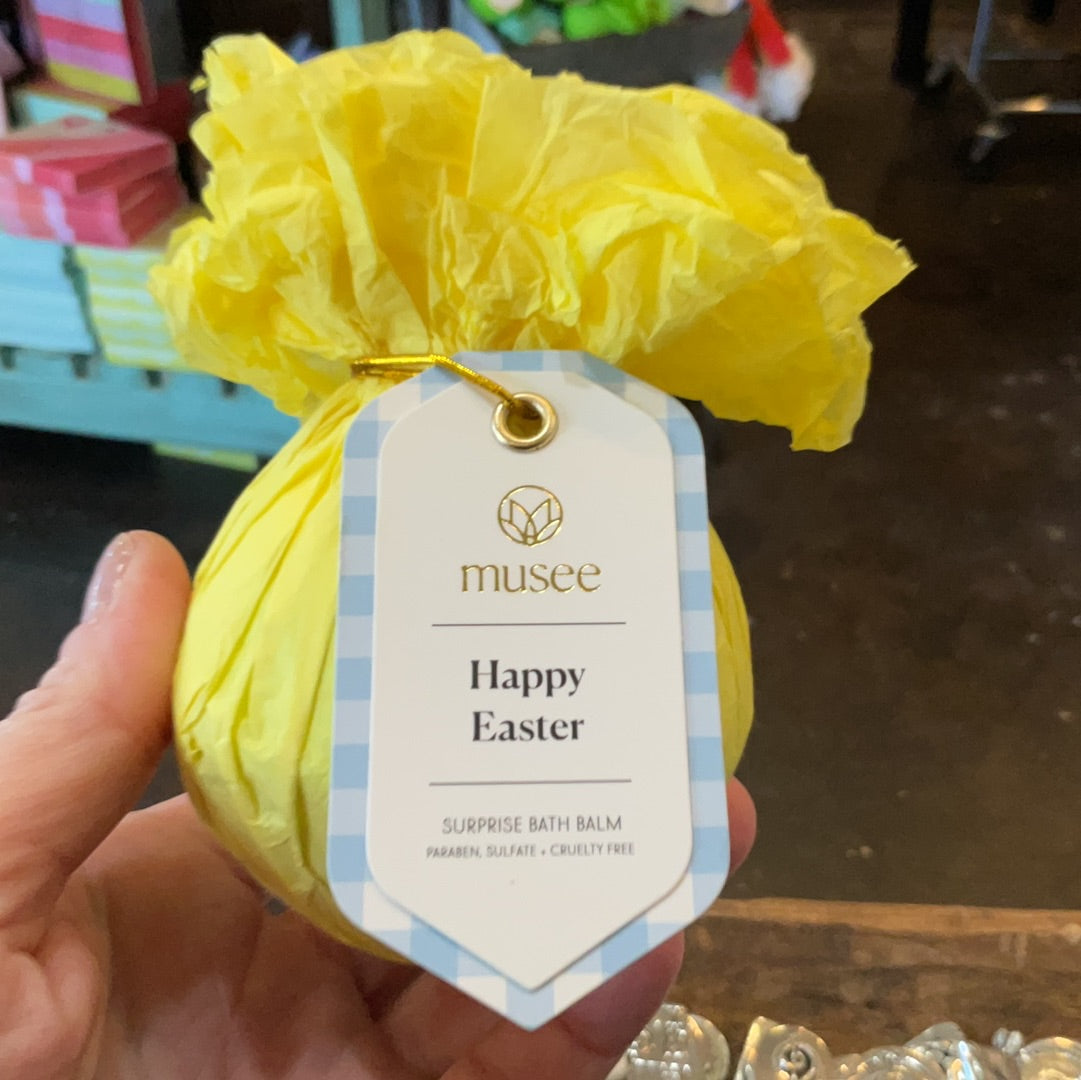 musee
Happy
Easter
SURPRISE BATH BALM
PARABEN, SULFATE + CRUELTY FREE